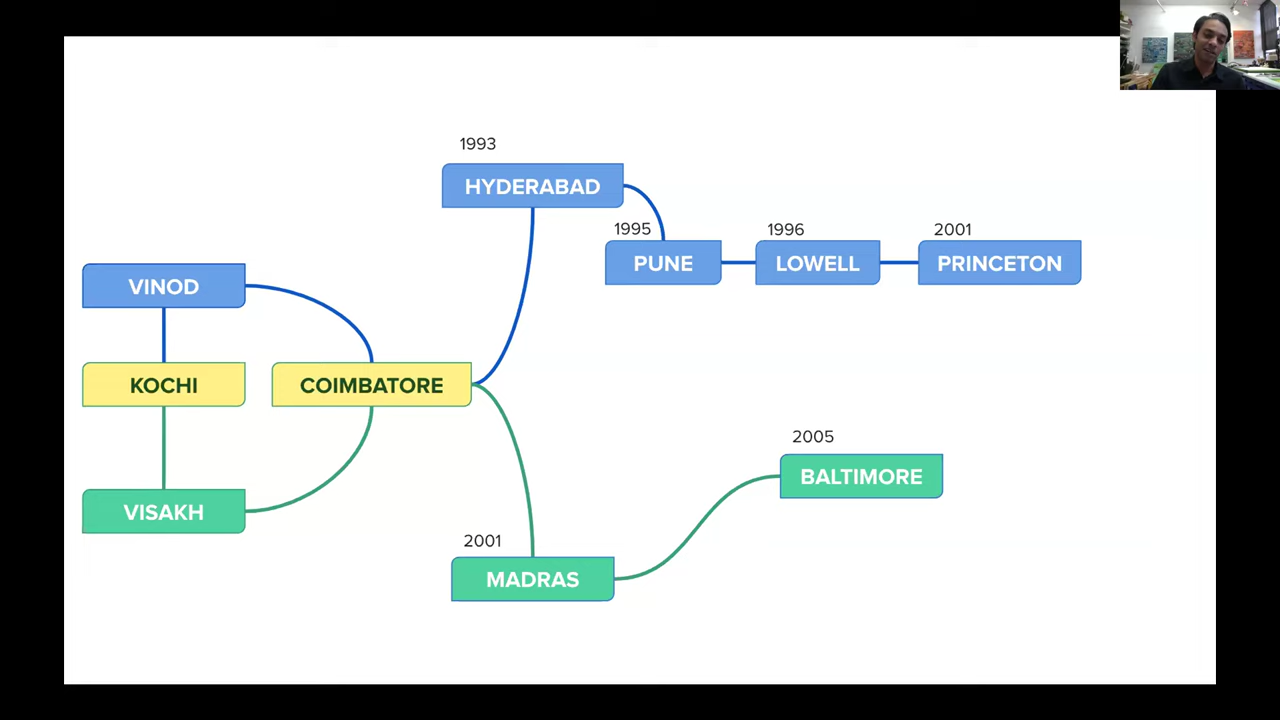 1993
HYDERABAD
1995
1996
2001
PUNE
LOWELL
PRINCETON
VINOD
KOCHI
COIMBATORE
2005
BALTIMORE
VISAKH
2001
MADRAS